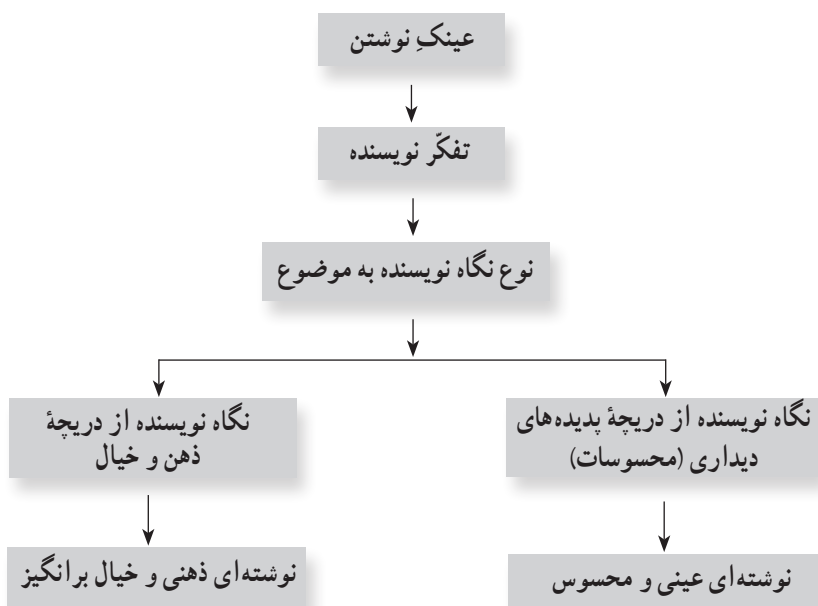 عینکِ نوشتن
تفکّر نویسنده
نوع نگاه نویسنده به موضوع
نگاه نویسنده از دریچهٔ پدیده‌های
دیداری (محسوسات)
نگاه نویسنده از دریچهٔ
ذهن و خیال
نوشته‌ای عینی و محسوس
نوشته‌ای ذهنی و خیال برانگیز